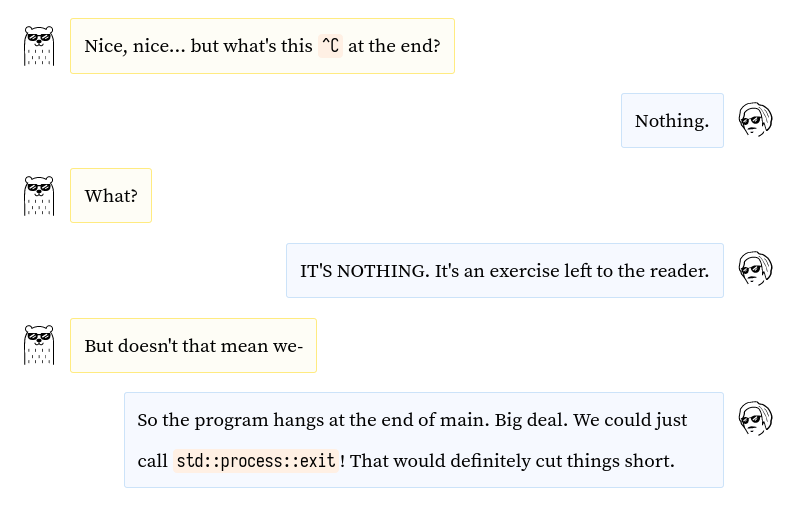 Nice, nice... but what's this ^C at the end?
Nothing.
What?
IT'S NOTHING. It's an exercise left to the reader.
But doesn't that mean we-
So the program hangs at the end of main. Big deal. We could just
call std::process::exit! That would definitely cut things short.